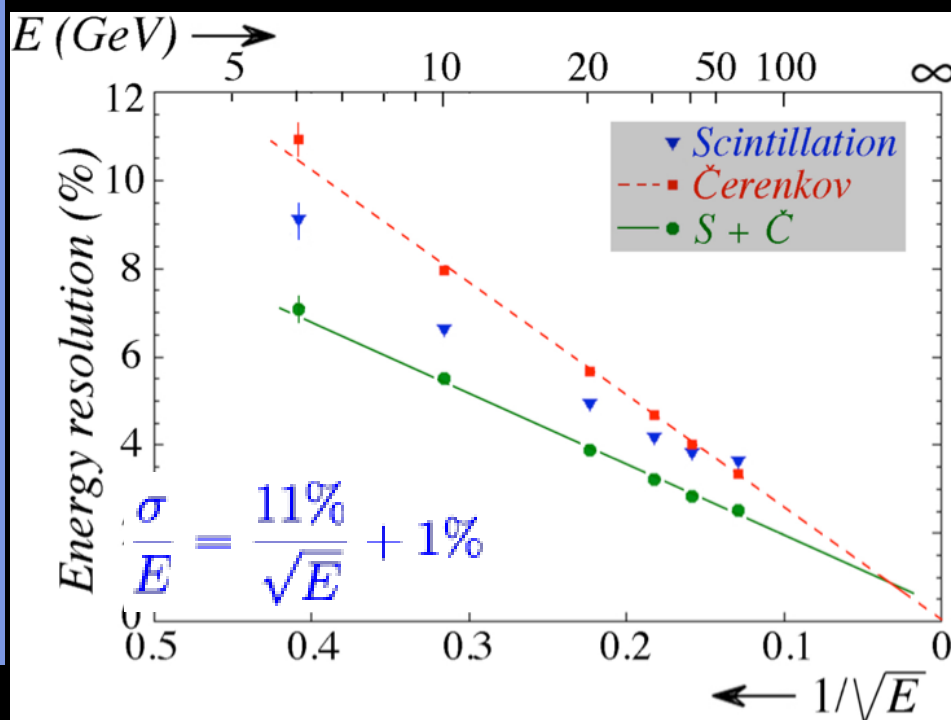 E (GeV)
5 10 20 50 100 ∞
12
10
8
6
4
0
Energy resolution (%)
Scintillation
Čerenkov
S + Č
σ/E = 11%/√E + 1%
0.5 0.4 0.3 0.2 0.1 0
1/√E